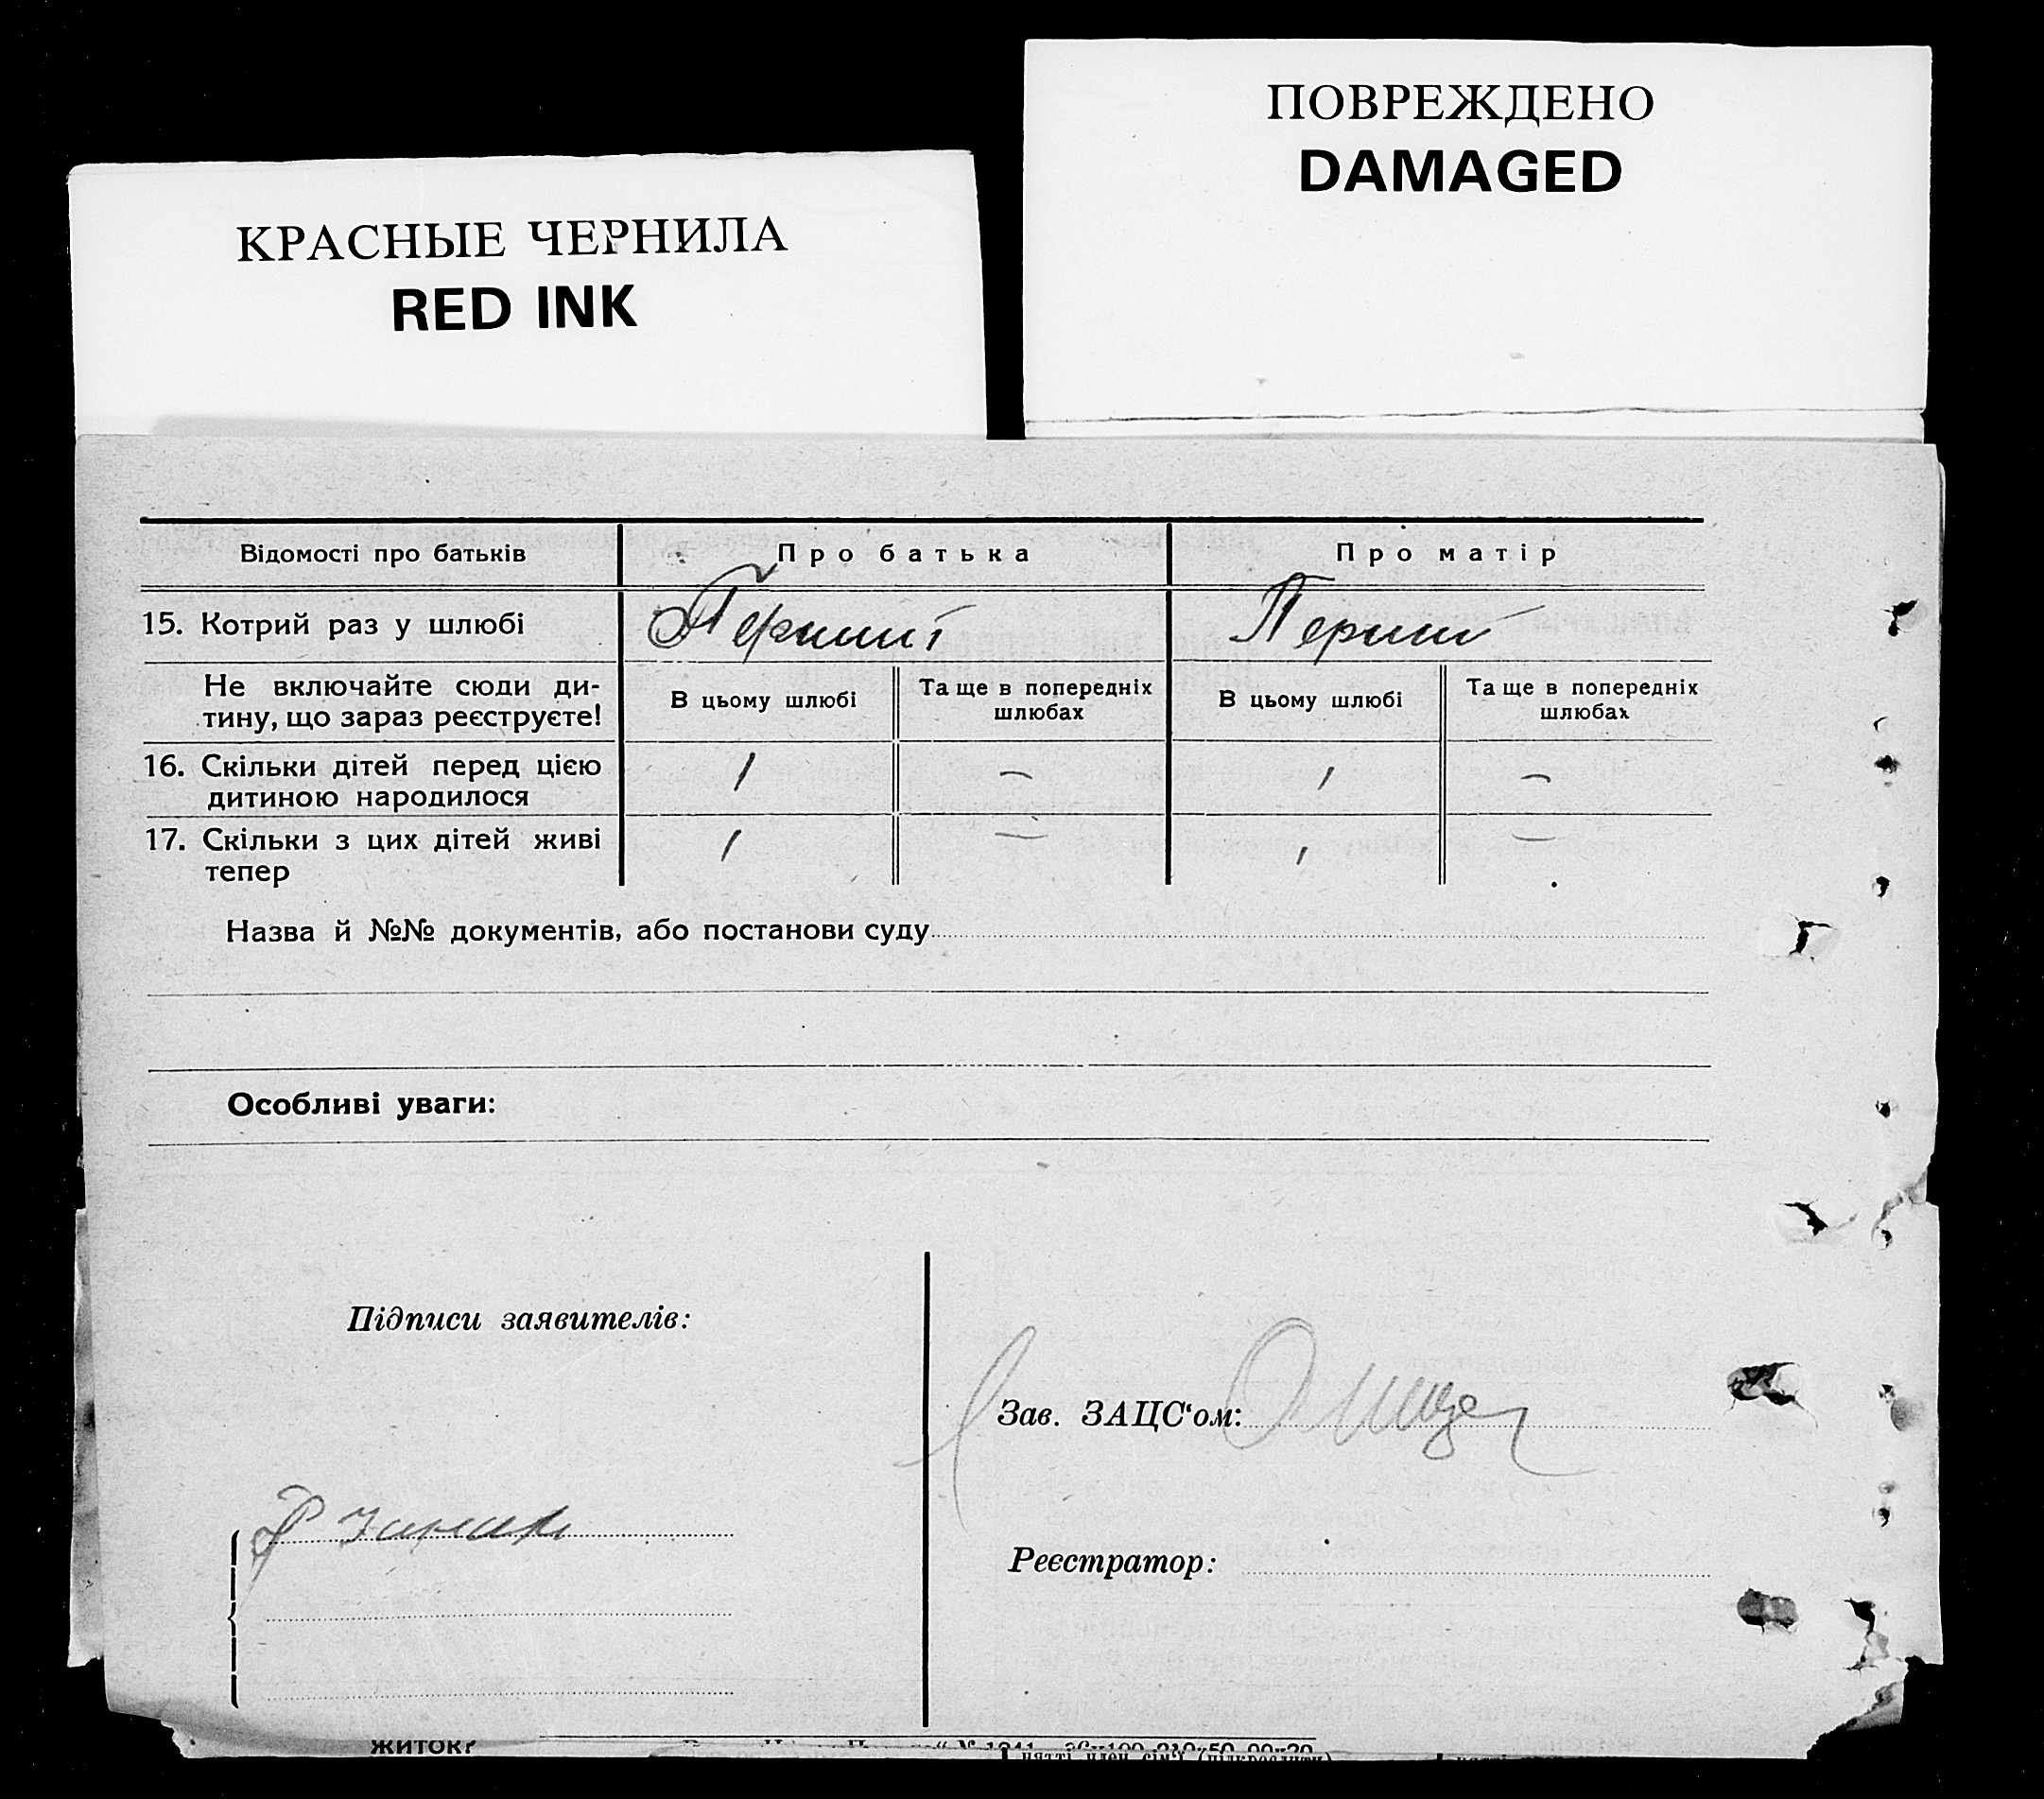 ПОВРЕЖДЕНО
DAMAGED
КРАСНЫЕ ЧЕРНИЛА
RED INK
Відомості про батьків Про батька Про матір
15. Котрий раз у шлюбі Перший Перший
Не включайте сюди ди-
тину, що зараз реєструєте! В цьому шлюбі Та ще в попередніх шлюбах В цьому шлюбі Та ще в попередніх шлюбах
16. Скільки дітей перед цією
дитиною народилося 1 — 1 —
17. Скільки з цих дітей живі
тепер 1 — 1 —
Назва й №№ документів, або постанови суду
Особливі уваги:
Підписи заявителів:
Зав. ЗАЦС‘ом:
Реєстратор: